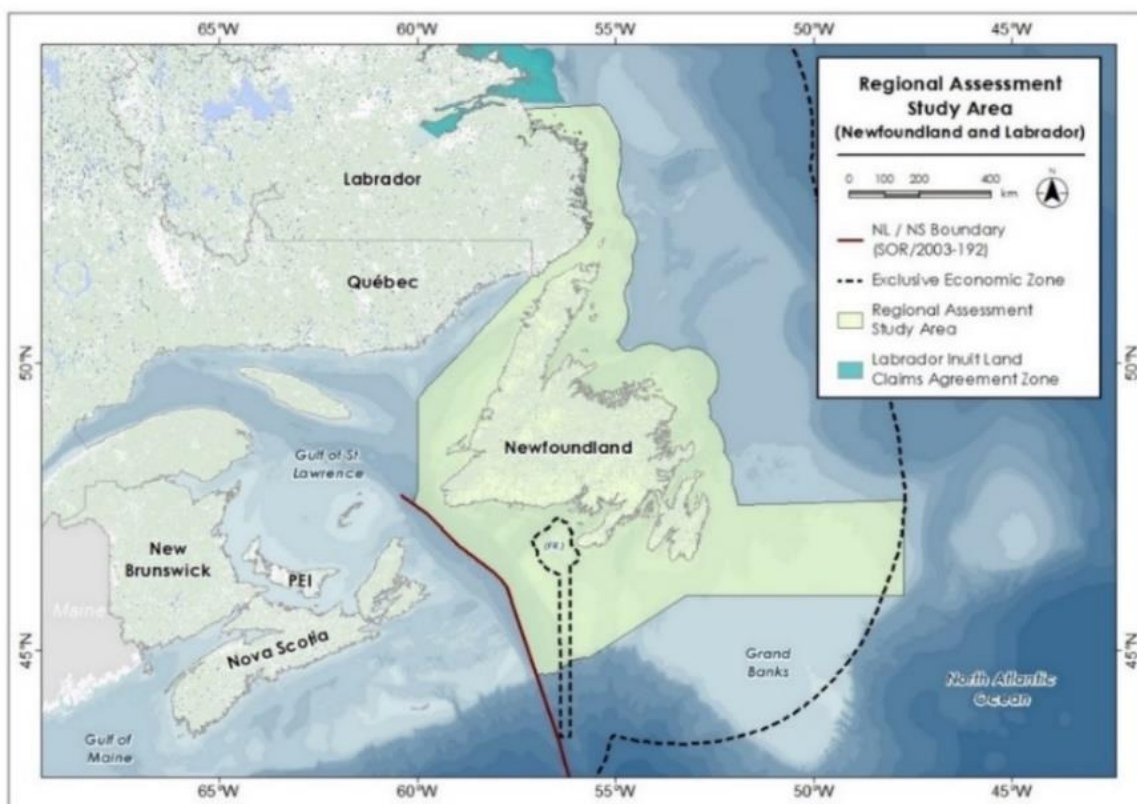 65°W 60°W 55°W 50°W 45°W
Regional Assessment
Study Area
(Newfoundland and Labrador)
0 100 200 400
km
N
NL / NS Boundary
(SOR/2003-192)
Exclusive Economic Zone
Regional Assessment
Study Area
Labrador Inuit Land
Claims Agreement Zone
Labrador
Québec
50°N 50°N
Newfoundland
Gulf of St.
Lawrence
(FR.)
New
Brunswick
PEI
Maine
Nova Scotia
45°N 45°N
Grand
Banks
North Atlantic
Ocean
Gulf of
Maine
65°W 60°W 55°W 50°W 45°W